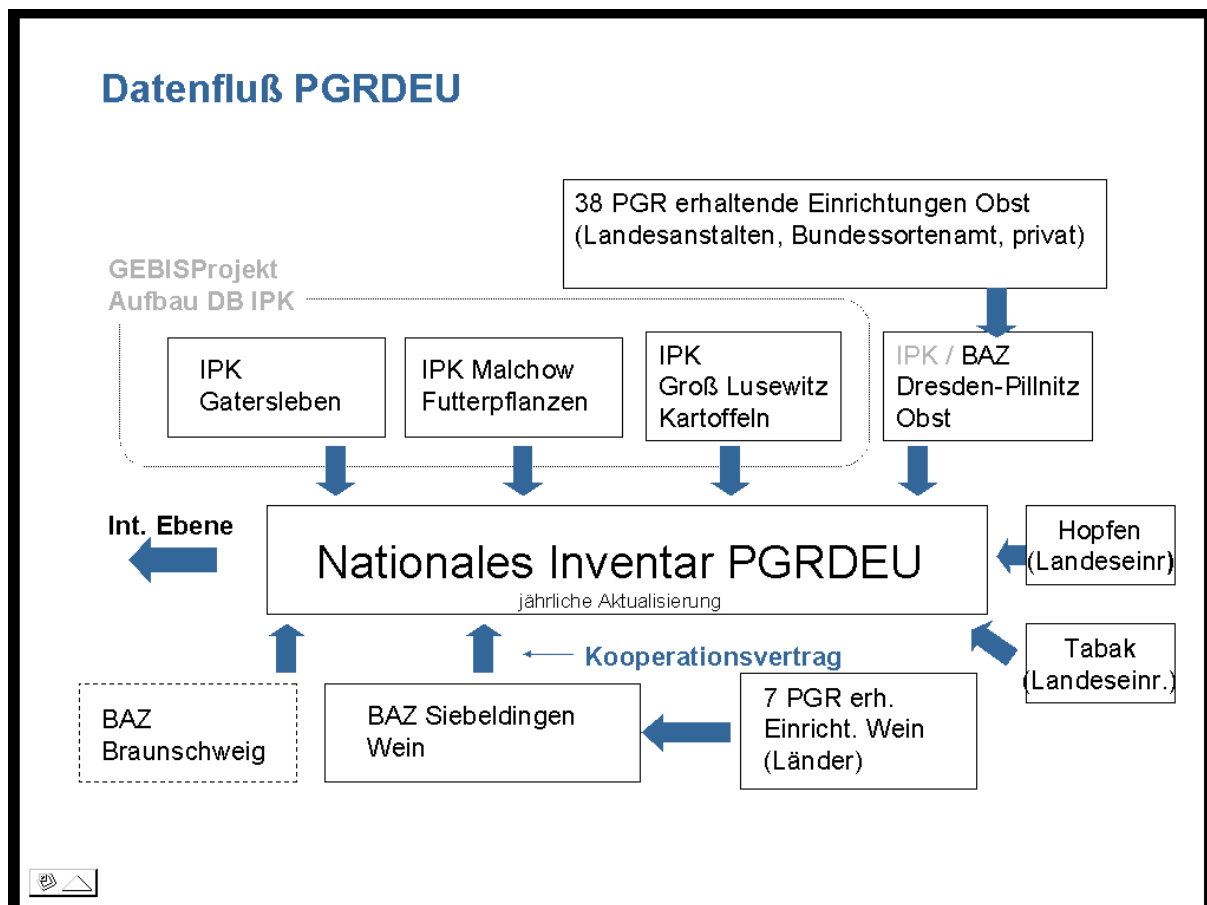 Datenfluß PGRDEU
38 PGR erhaltende Einrichtungen Obst
(Landesanstalten, Bundessortenamt, privat)
GEBISProjekt
Aufbau DB IPK
IPK
Gatersleben
IPK Malchow
Futterpflanzen
IPK
Groß Lusewitz
Kartoffeln
IPK / BAZ
Dresden-Pillnitz
Obst
Int. Ebene
Nationales Inventar PGRDEU
jährliche Aktualisierung
Hopfen
(Landeseinr)
Kooperationsvertrag
Tabak
(Landeseinr.)
BAZ
Braunschweig
BAZ Siebeldingen
Wein
7 PGR erh.
Einricht. Wein
(Länder)